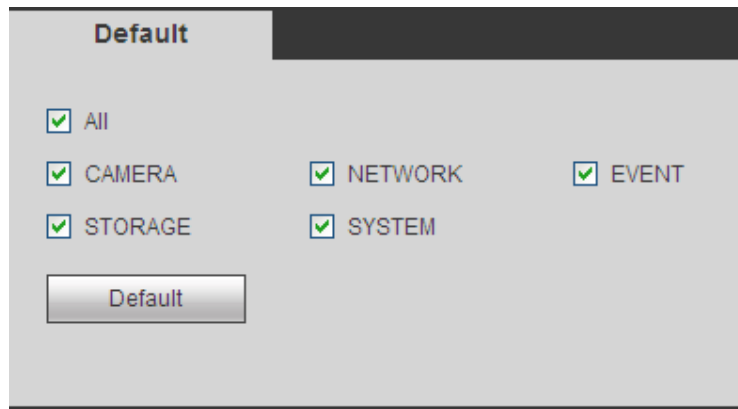 Default
All
CAMERA NETWORK EVENT
STORAGE SYSTEM
Default